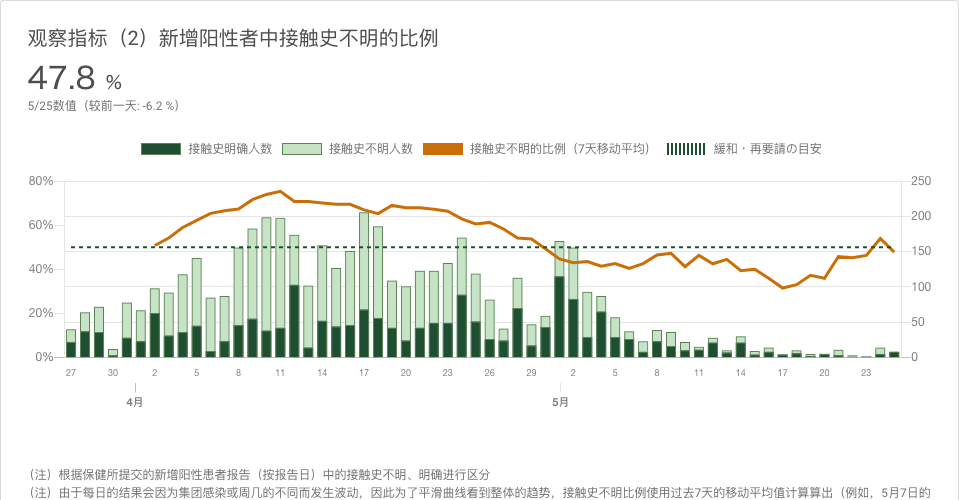 观察指标（2）新增阳性者中接触史不明的比例
47.8 %
5/25数值（较前一天: -6.2 %）
接触史明确人数 接触史不明人数 接触史不明的比例（7天移动平均） 緩和・再要請の目安
80% 250
200
60%
150
40%
100
20%
50
0% 0
27 30 2 5 8 11 14 17 20 23 26 29 2 5 8 11 14 17 20 23
4月 5月
（注）根据保健所提交的新增阳性患者报告（按报告日）中的接触史不明、明确进行区分
（注）由于每日的结果会因为集团感染或周几的不同而发生波动，因此为了平滑曲线看到整体的趋势，接触史不明比例使用过去7天的移动平均值计算算出（例如，5月7日的